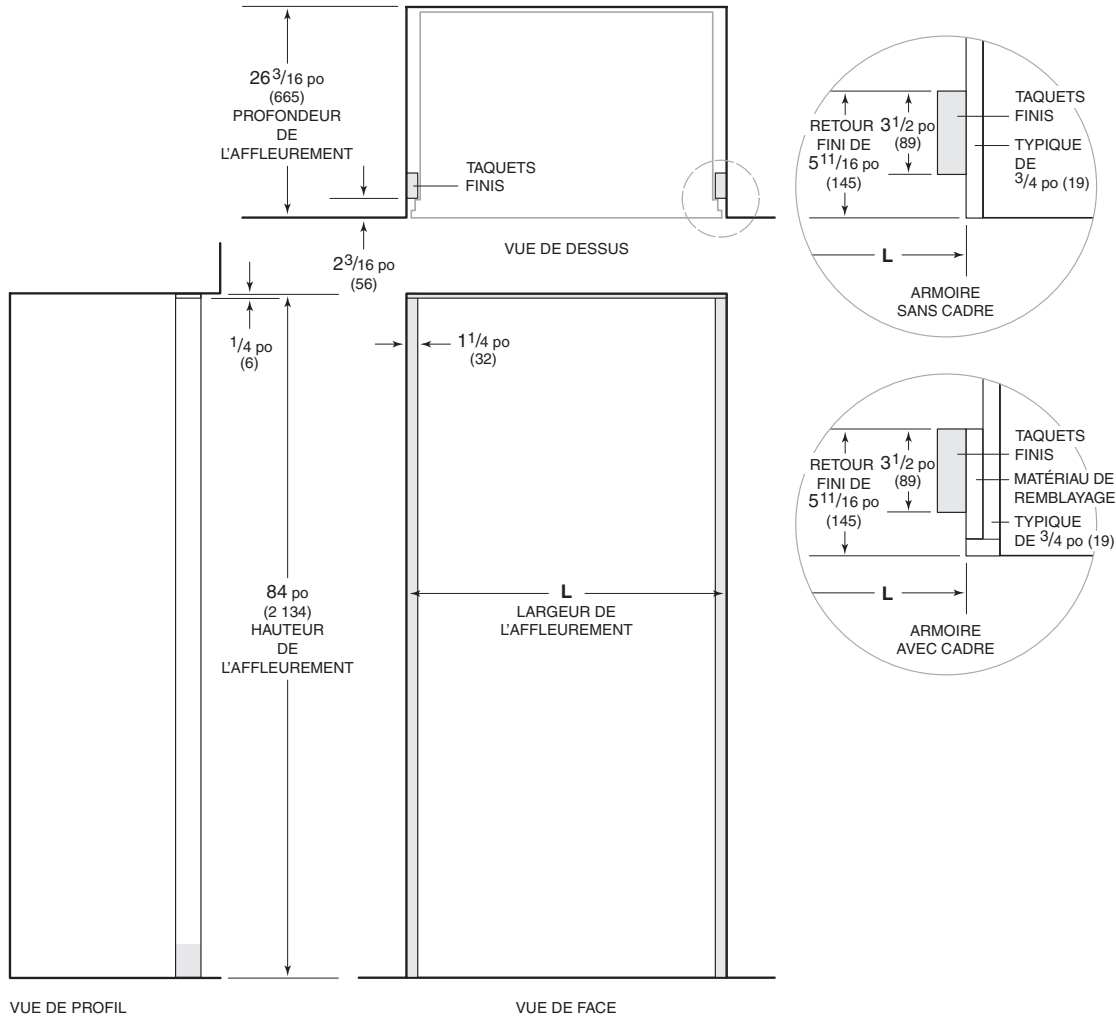 26 3/16 po
(665)
PROFONDEUR
DE
L'AFFLEUREMENT
TAQUETS
FINIS
2 3/16 po
(56)
VUE DE DESSUS
RETOUR
FINI DE
5 11/16 po
(145)
3 1/2 po
(89)
TAQUETS
FINIS
TYPIQUE
DE
3/4 po (19)
L
ARMOIRE
SANS CADRE
1/4 po
(6)
1 1/4 po
(32)
84 po
(2 134)
HAUTEUR
DE
L'AFFLEUREMENT
L
LARGEUR DE
L'AFFLEUREMENT
RETOUR
FINI DE
5 11/16 po
(145)
3 1/2 po
(89)
TAQUETS
FINIS
MATÉRIAU DE
REMBLAYAGE
TYPIQUE
DE 3/4 po (19)
L
ARMOIRE
AVEC CADRE
VUE DE PROFIL
VUE DE FACE